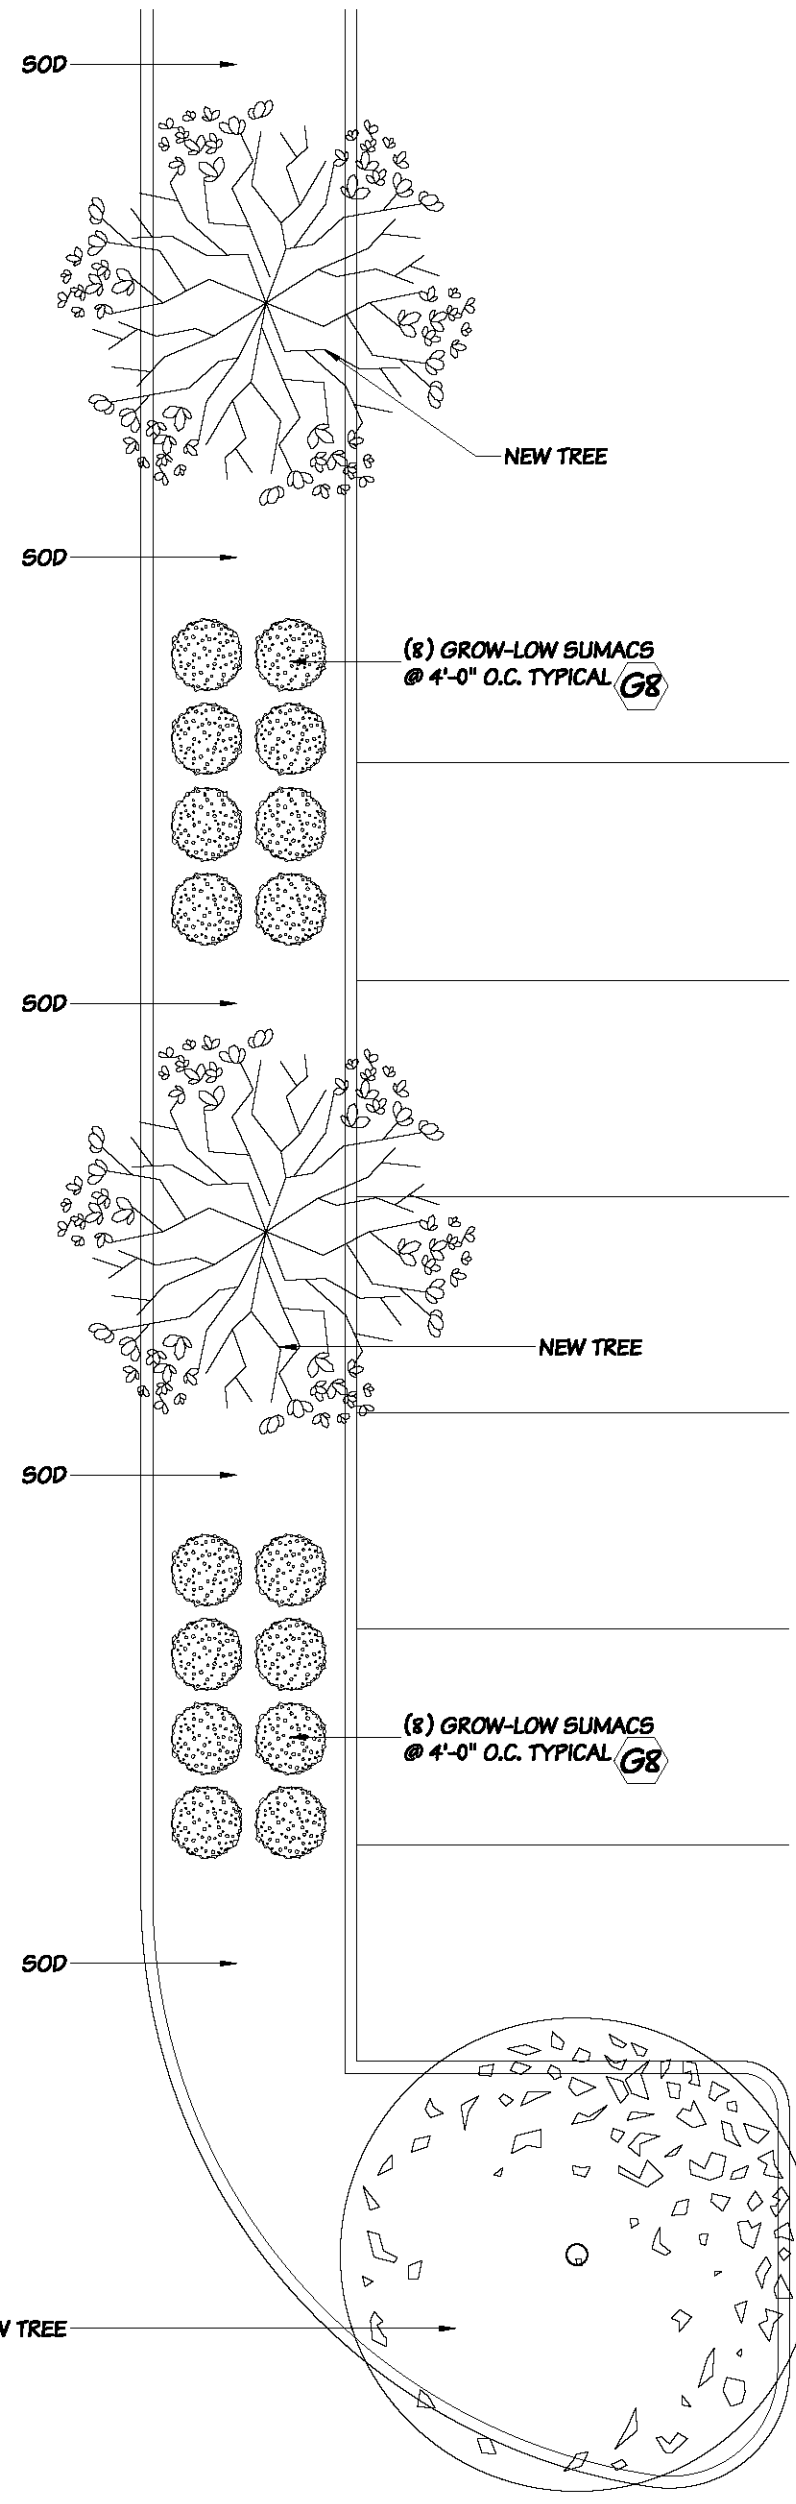 SOD
NEW TREE
SOD
(8) GROW-LOW SUMACS
@ 4'-0" O.C. TYPICAL G8
SOD
NEW TREE
SOD
(8) GROW-LOW SUMACS
@ 4'-0" O.C. TYPICAL G8
SOD
TREE